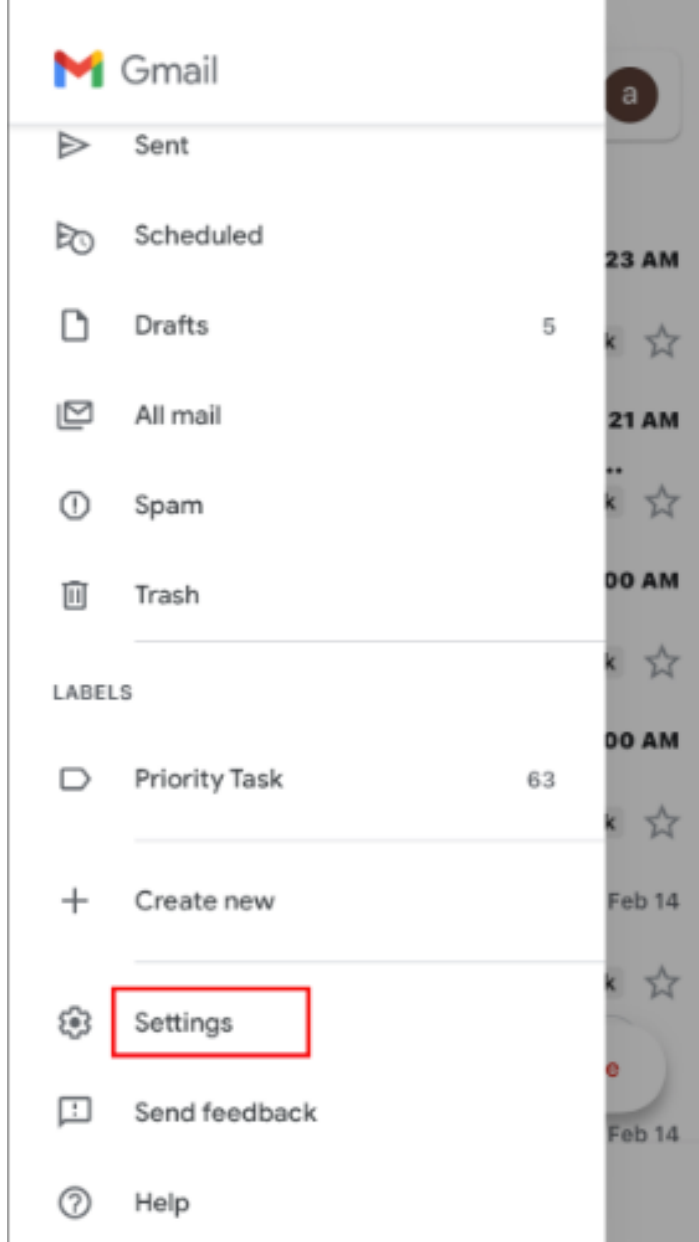 Gmail
a
Sent
Scheduled
23 AM
Drafts 5
k
All mail
21 AM
..
k
Spam
Trash
00 AM
k
LABELS
00 AM
Priority Task 63
k
Create new
Feb 14
k
Settings
e
Send feedback
Feb 14
Help